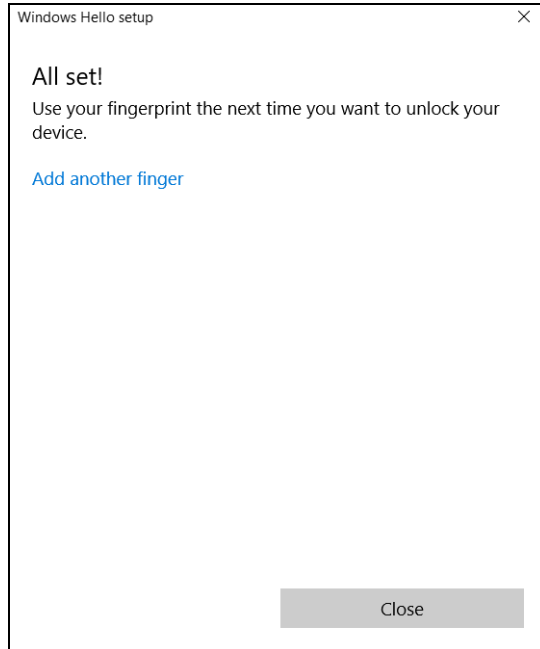 Windows Hello setup
All set!
Use your fingerprint the next time you want to unlock your
device.
Add another finger
Close